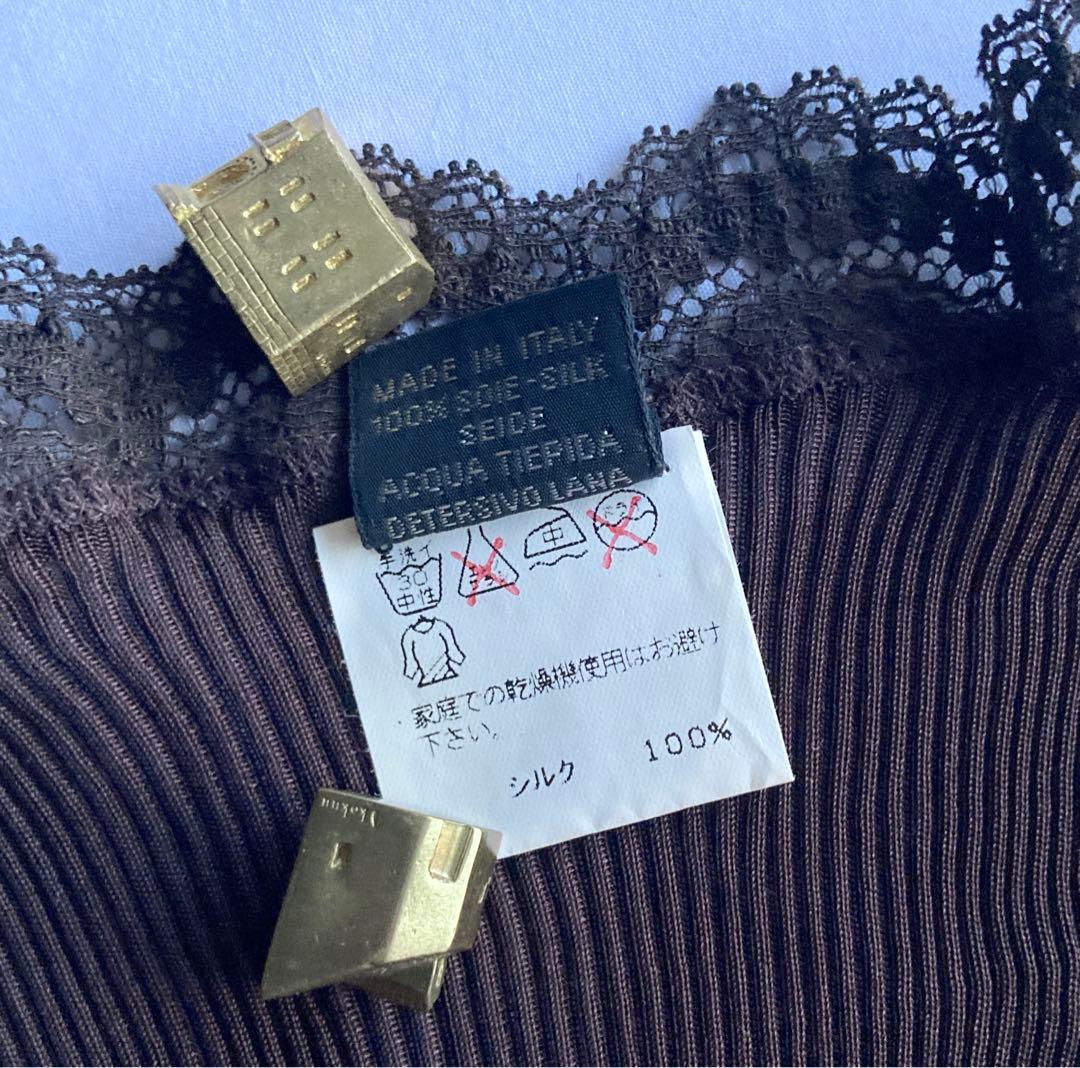 MADE IN ITALY
100% SOIE-SILK
SEIDE
ACQUA TIEPIDA
DETERSIVO LANA
手洗イ
30
中性
中
家庭での乾燥機使用はお避け
下さい。
シルク 100%